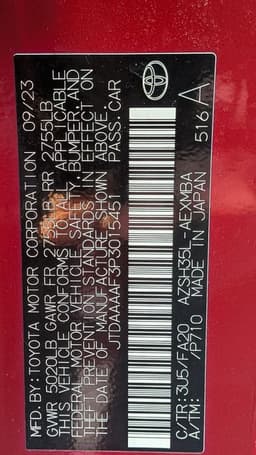 MFD.BY:TOYOTA MOTOR CORPORATION 09/23
GVWR 5020LB GAWR FR RR 2755LB
THIS VEHICLE CONFORMS TO ALL APPLICABLE
FEDERAL MOTOR VEHICLE SAFETY, BUMPER, AND
THEFT PREVENTION STANDARDS IN EFFECT ON
THE DATE OF MANUFACTURE SHOWN ABOVE.
JTDAAAAF3P3015461 PASS.CAR
C/TR:3U5/FA20 AZSH35L-AEXMBA
A/TM: /P710 MADE IN JAPAN 516 A